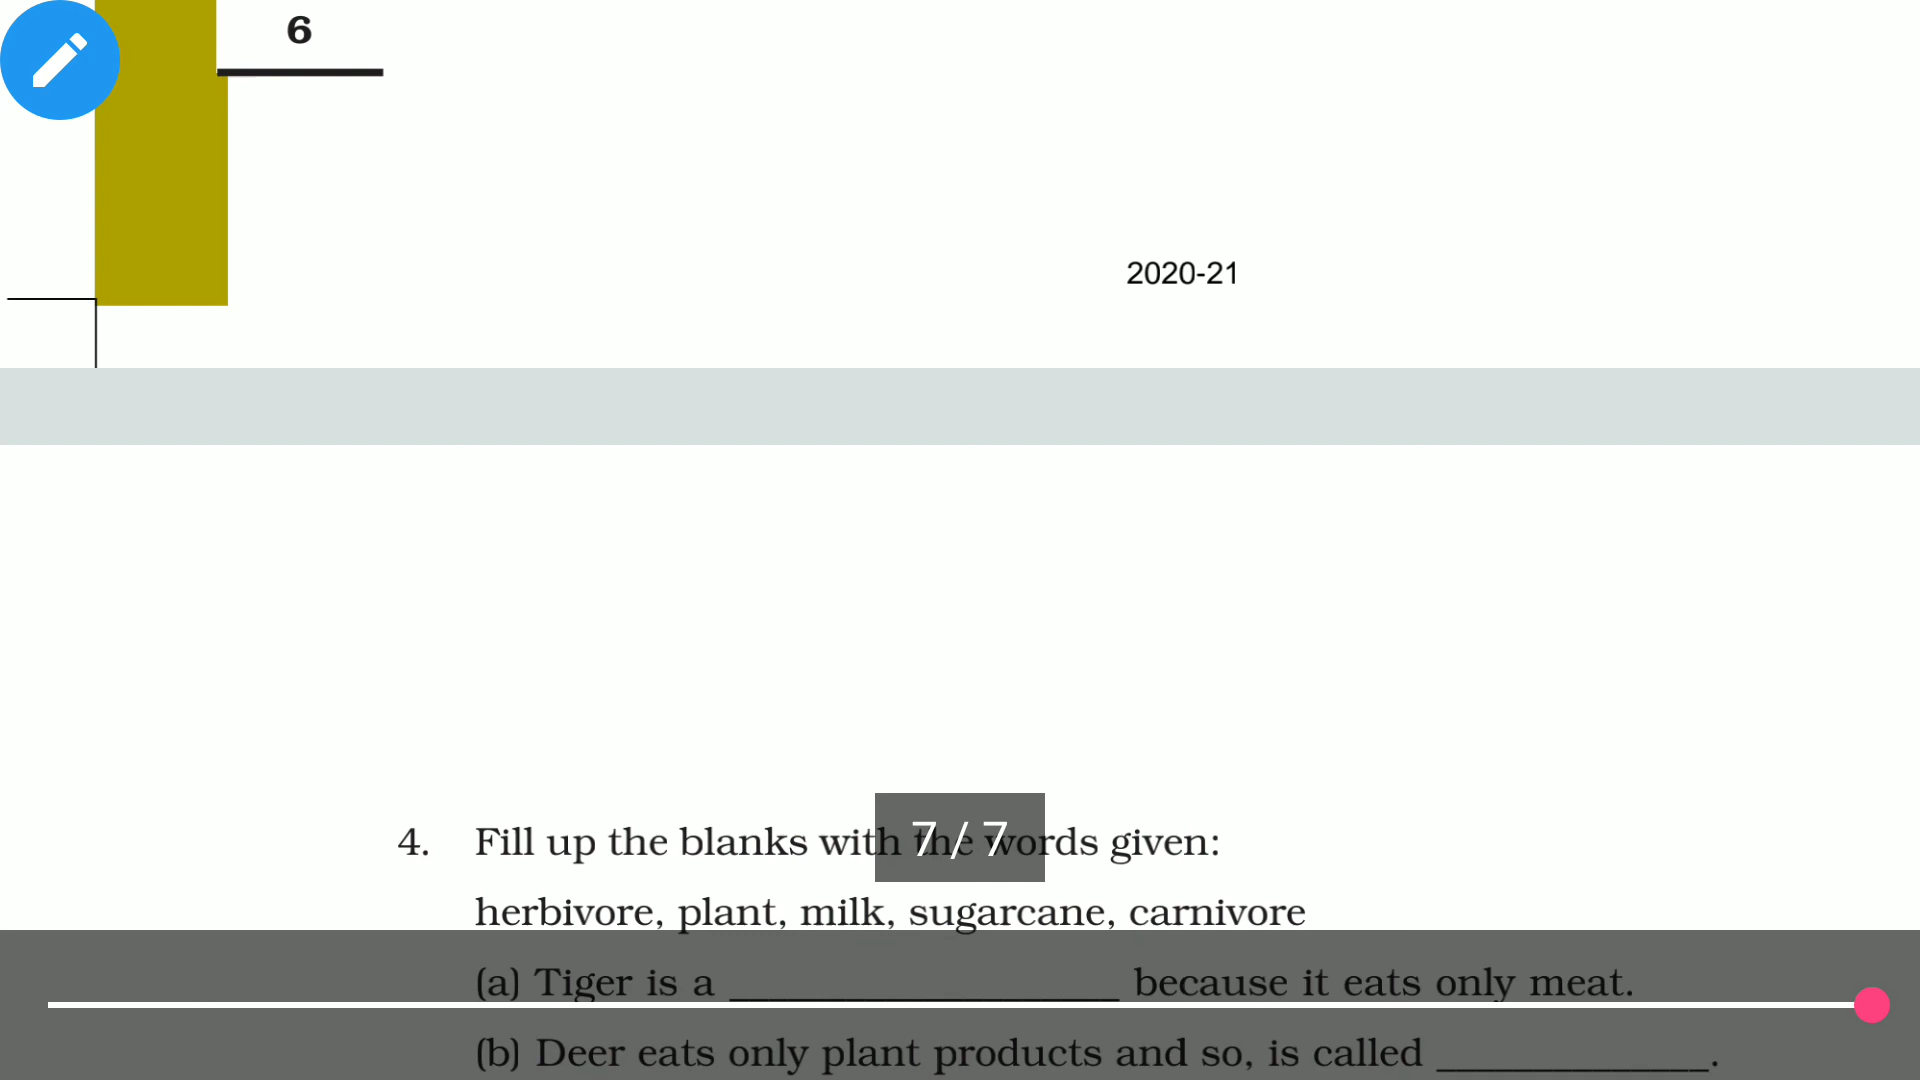 6
2020-21
7 / 7
4. Fill up the blanks with the words given:
herbivore, plant, milk, sugarcane, carnivore
(a) Tiger is a ____________________ because it eats only meat.
(b) Deer eats only plant products and so, is called ______________.